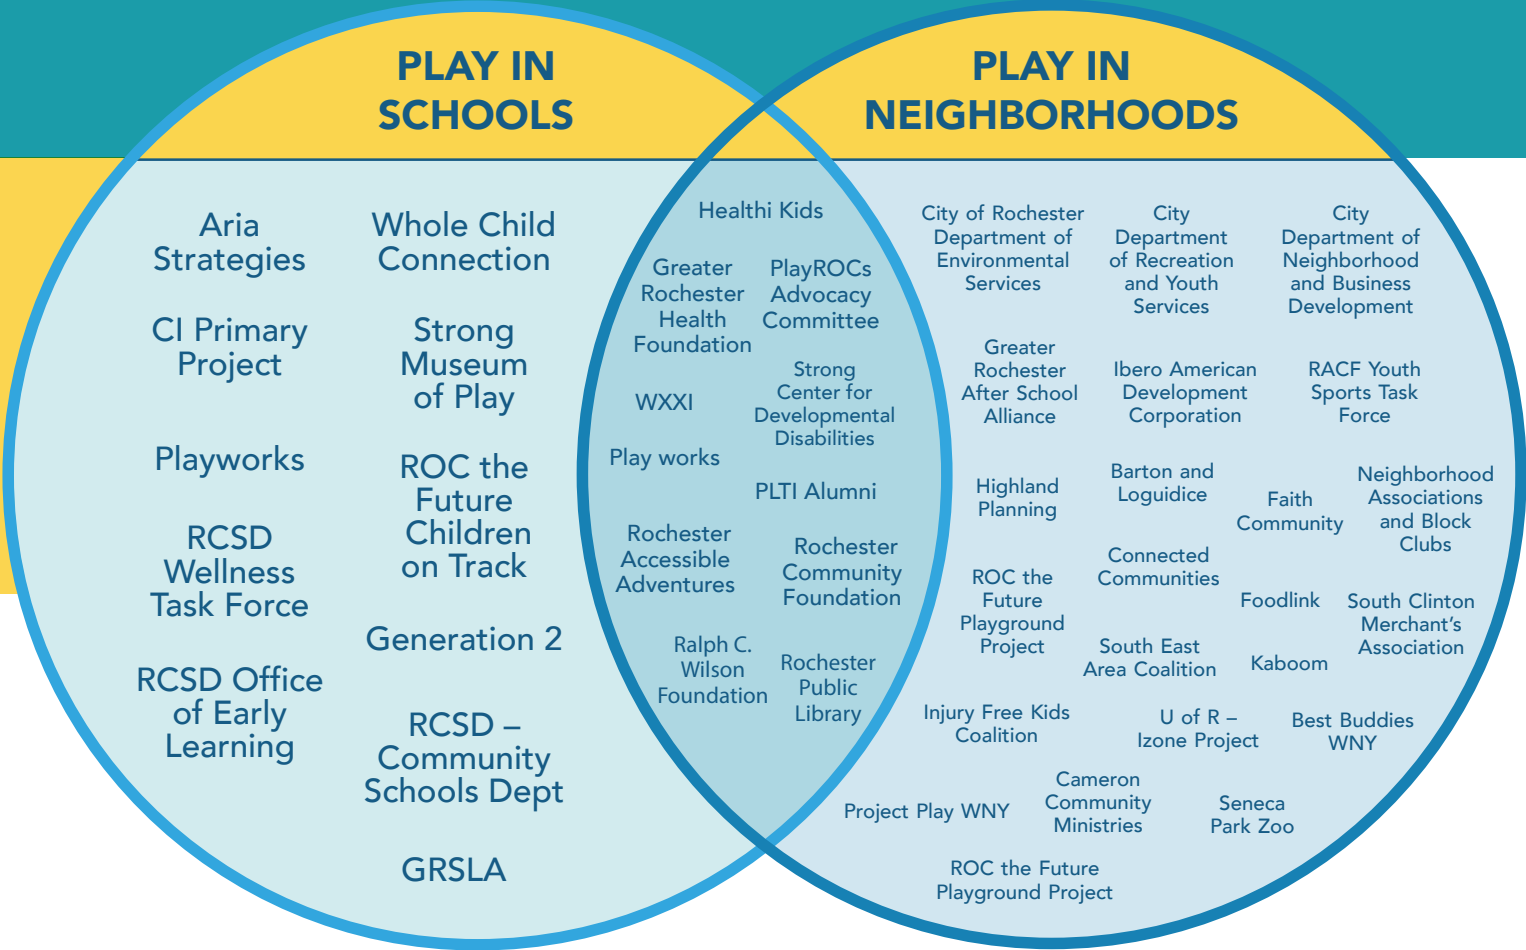 PLAY IN
SCHOOLS
Aria
Strategies
CI Primary
Project
Playworks
RCSD
Wellness
Task Force
RCSD Office
of Early
Learning
Whole Child
Connection
Strong
Museum
of Play
ROC the
Future
Children
on Track
Generation 2
RCSD –
Community
Schools Dept
GRSLA
Healthi Kids
Greater
Rochester
Health
Foundation
PlayROCs
Advocacy
Committee
WXXI
Strong
Center for
Developmental
Disabilities
Play works
PLTI Alumni
Rochester
Accessible
Adventures
Rochester
Community
Foundation
Ralph C.
Wilson
Foundation
Rochester
Public
Library
PLAY IN
NEIGHBORHOODS
City of Rochester
Department of
Environmental
Services
City
Department
of Recreation
and Youth
Services
City
Department of
Neighborhood
and Business
Development
Greater
Rochester
After School
Alliance
Ibero American
Development
Corporation
RACF Youth
Sports Task
Force
Highland
Planning
Barton and
Loguidice
Faith
Community
Neighborhood
Associations
and Block
Clubs
ROC the
Future
Playground
Project
Connected
Communities
Foodlink
South Clinton
Merchant's
Association
South East
Area Coalition
Kaboom
Injury Free Kids
Coalition
U of R –
Izone Project
Best Buddies
WNY
Project Play WNY
Cameron
Community
Ministries
Seneca
Park Zoo
ROC the Future
Playground Project